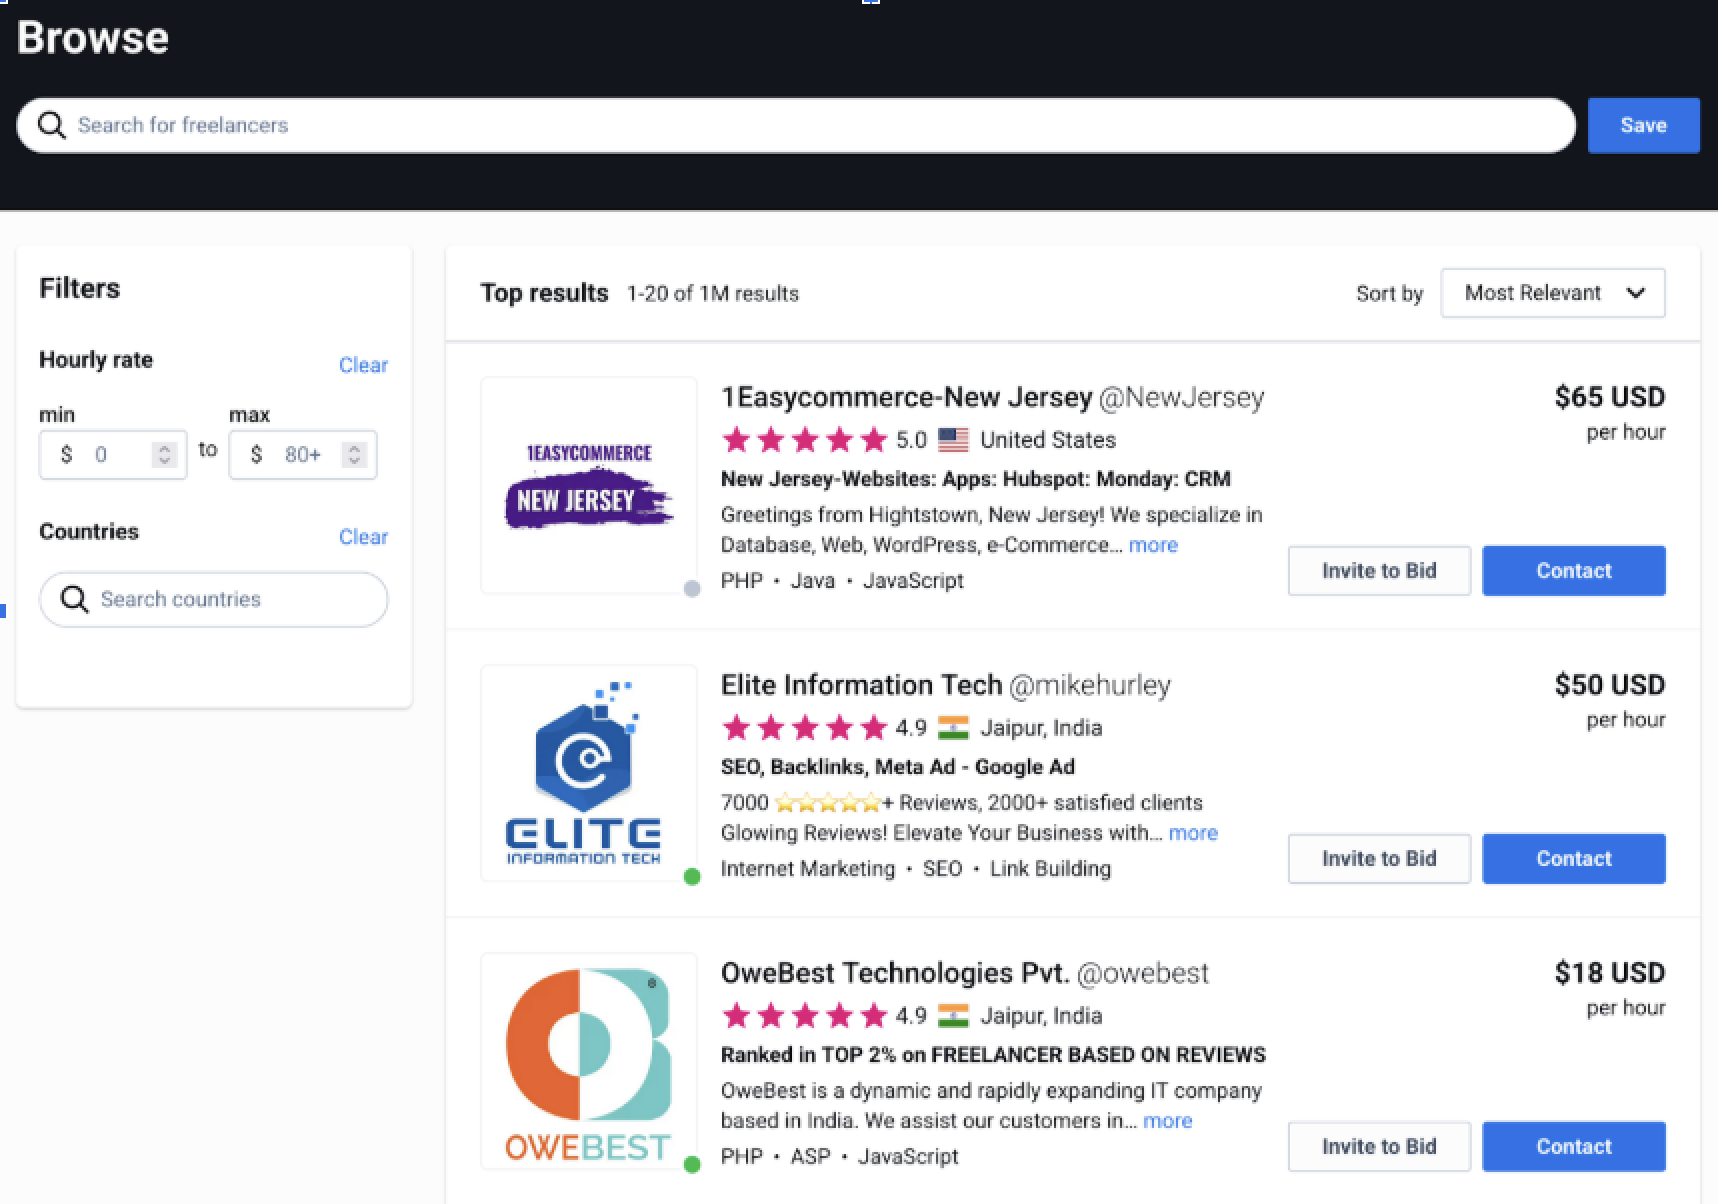 Browse
Search for freelancers
Save
Filters
Hourly rate
Clear
min
max
$ 0
to
$ 80+
Countries
Clear
Search countries
Top results 1-20 of 1M results
Sort by
Most Relevant
1EASYCOMMERCE
NEW JERSEY
1Easycommerce-New Jersey @NewJersey
5.0 United States
New Jersey-Websites: Apps: Hubspot: Monday: CRM
Greetings from Hightstown, New Jersey! We specialize in
Database, Web, WordPress, e-Commerce... more
PHP • Java • JavaScript
$65 USD
per hour
Invite to Bid
Contact
ELITE
INFORMATION TECH
Elite Information Tech @mikehurley
4.9 Jaipur, India
SEO, Backlinks, Meta Ad - Google Ad
7000 ⭐⭐⭐⭐⭐+ Reviews, 2000+ satisfied clients
Glowing Reviews! Elevate Your Business with... more
Internet Marketing • SEO • Link Building
$50 USD
per hour
Invite to Bid
Contact
®
OWEBEST
OweBest Technologies Pvt. @owebest
4.9 Jaipur, India
Ranked in TOP 2% on FREELANCER BASED ON REVIEWS
OweBest is a dynamic and rapidly expanding IT company
based in India. We assist our customers in... more
PHP • ASP • JavaScript
$18 USD
per hour
Invite to Bid
Contact